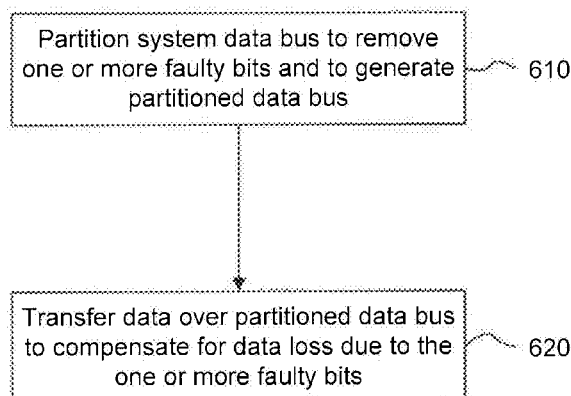 Partition system data bus to remove
one or more faulty bits and to generate
partitioned data bus
610
Transfer data over partitioned data bus
to compensate for data loss due to the
one or more faulty bits
620